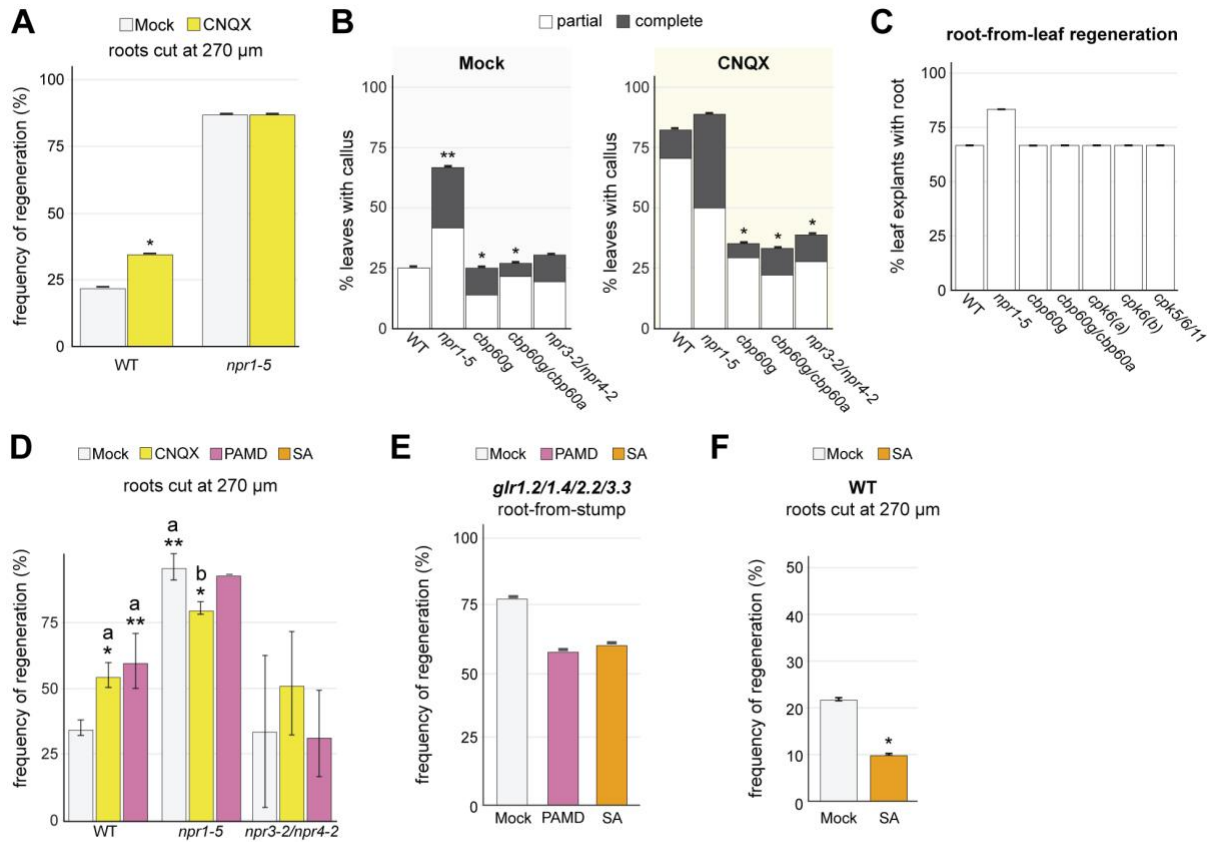 A
Mock CNQX
roots cut at 270 µm
frequency of regeneration (%)
100
75
50
25
0
*
WT npr1-5
B
partial complete
Mock
% leaves with callus
100
75
50
25
0
** * *
WT
npr1-5
cbp60g
cbp60g/cbp60a
npr3-2/npr4-2
CNQX
% leaves with callus
100
75
50
25
0
* * *
WT
npr1-5
cbp60g
cbp60g/cbp60a
npr3-2/npr4-2
C
root-from-leaf regeneration
% leaf explants with root
100
75
50
25
0
WT
npr1-5
cbp60g
cbp60g/cbp60a
cpk6(a)
cpk6(b)
cpk5/6/11
D
Mock CNQX PAMD SA
roots cut at 270 µm
frequency of regeneration (%)
75
50
25
0
a
*
a
**
a
**
b
*
WT npr1-5 npr3-2/npr4-2
E
Mock PAMD SA
glr1.2/1.4/2.2/3.3
root-from-stump
frequency of regeneration (%)
100
75
50
25
0
Mock PAMD SA
F
Mock SA
WT
roots cut at 270 µm
frequency of regeneration (%)
50
40
30
20
10
0
*
Mock SA